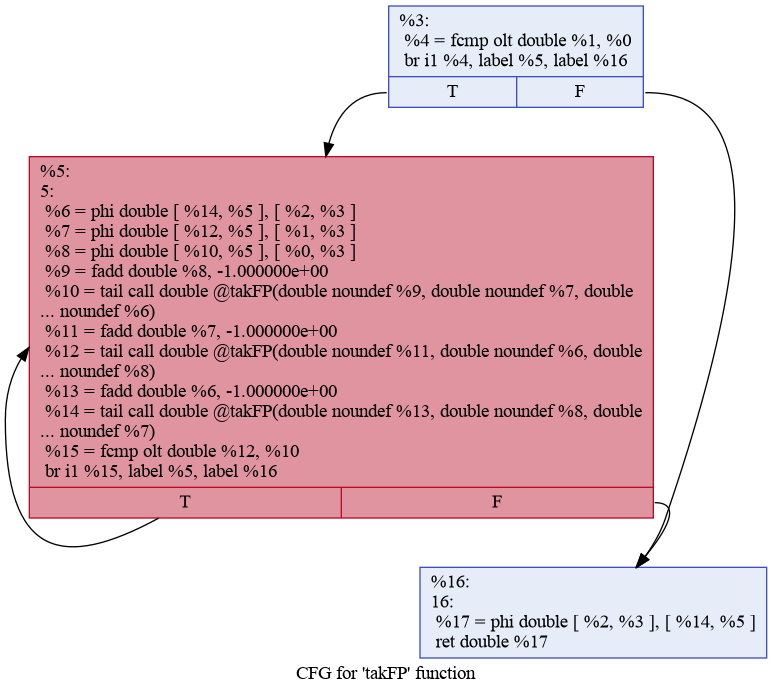 %3:
%4 = fcmp olt double %1, %0
br i1 %4, label %5, label %16
T F
%5:
5:
%6 = phi double [ %14, %5 ], [ %2, %3 ]
%7 = phi double [ %12, %5 ], [ %1, %3 ]
%8 = phi double [ %10, %5 ], [ %0, %3 ]
%9 = fadd double %8, -1.000000e+00
%10 = tail call double @takFP(double noundef %9, double noundef %7, double
... noundef %6)
%11 = fadd double %7, -1.000000e+00
%12 = tail call double @takFP(double noundef %11, double noundef %6, double
... noundef %8)
%13 = fadd double %6, -1.000000e+00
%14 = tail call double @takFP(double noundef %13, double noundef %8, double
... noundef %7)
%15 = fcmp olt double %12, %10
br i1 %15, label %5, label %16
T F
%16:
16:
%17 = phi double [ %2, %3 ], [ %14, %5 ]
ret double %17
CFG for 'takFP' function